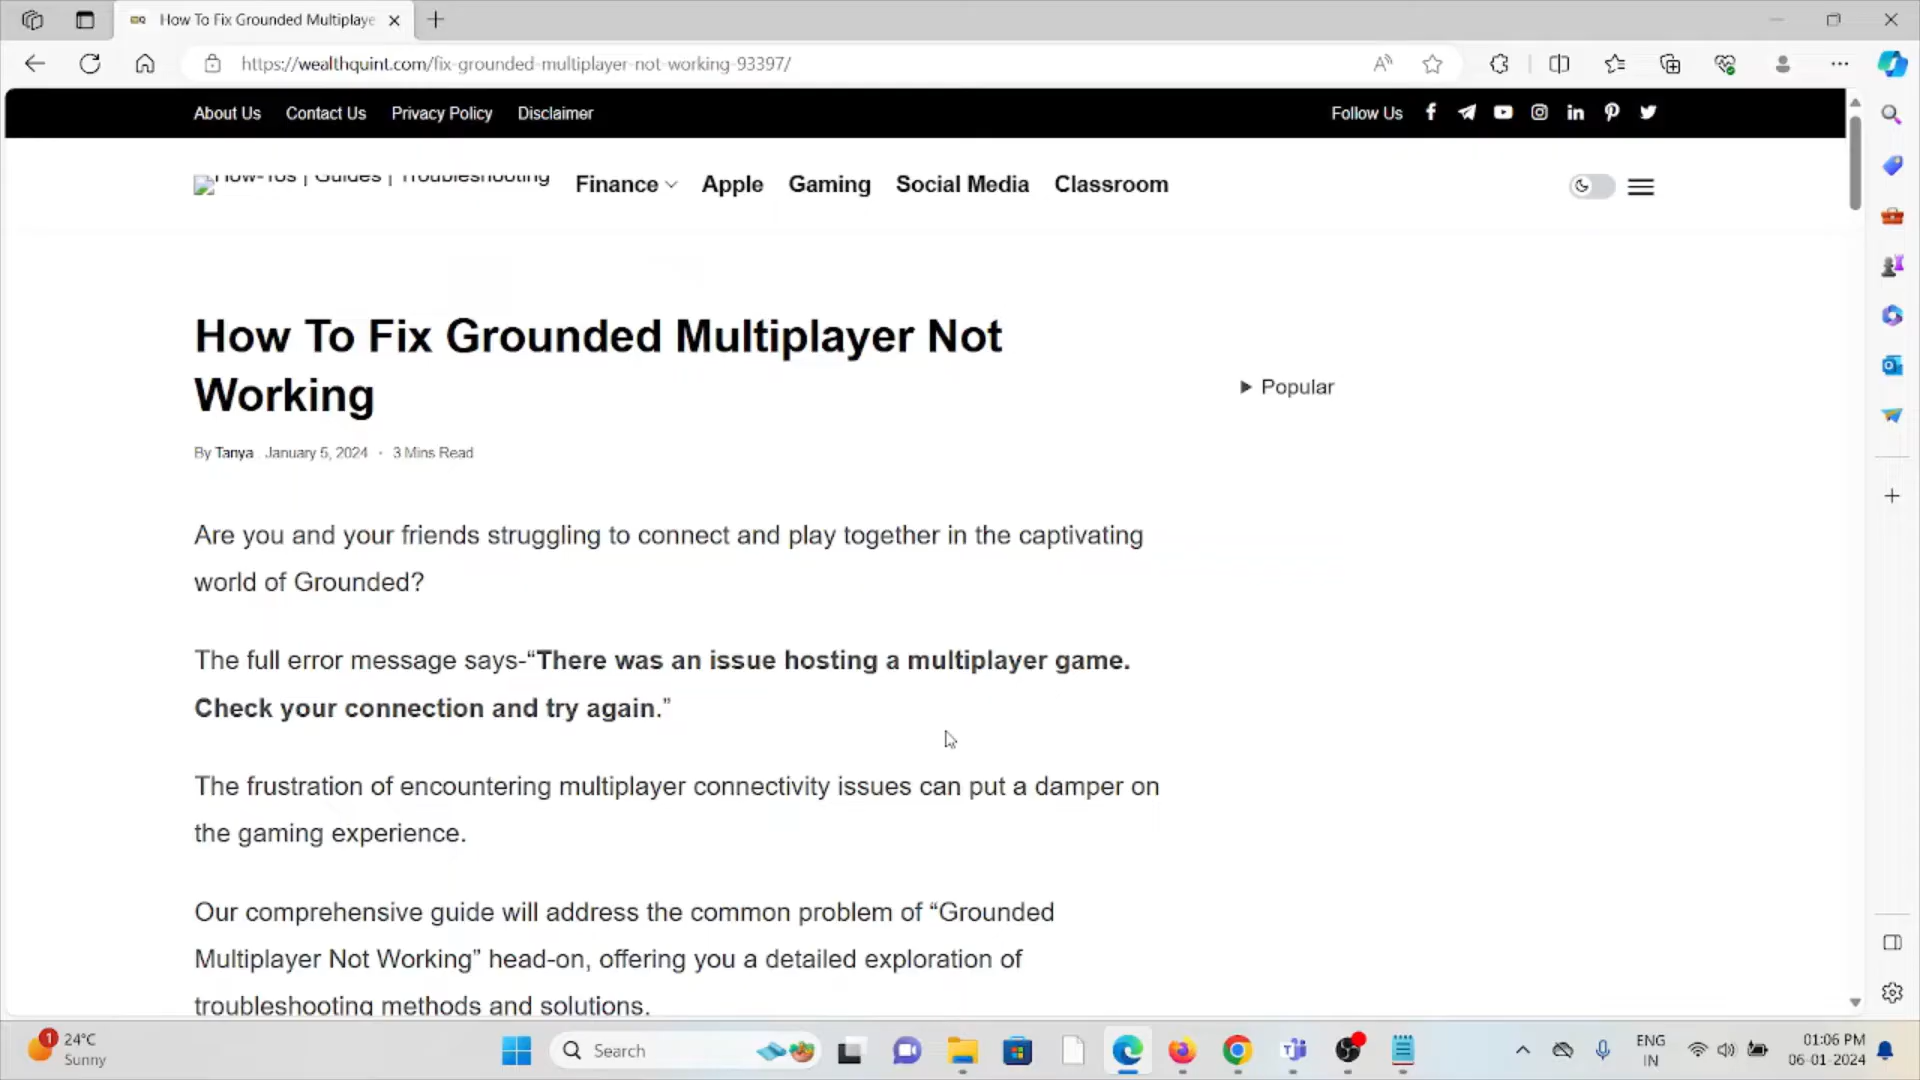 How To Fix Grounded Multiplaye
https://wealthquint.com/fix-grounded-multiplayer-not-working-93397/
About Us Contact Us Privacy Policy Disclaimer Follow Us
How-Tos | Guides | Troubleshooting Finance Apple Gaming Social Media Classroom
How To Fix Grounded Multiplayer Not
Working
Popular
By Tanya January 5, 2024 • 3 Mins Read
Are you and your friends struggling to connect and play together in the captivating
world of Grounded?
The full error message says-“There was an issue hosting a multiplayer game.
Check your connection and try again.”
The frustration of encountering multiplayer connectivity issues can put a damper on
the gaming experience.
Our comprehensive guide will address the common problem of “Grounded
Multiplayer Not Working” head-on, offering you a detailed exploration of
troubleshooting methods and solutions.
1 24°C
Sunny
Search
ENG
IN
01:06 PM
06-01-2024